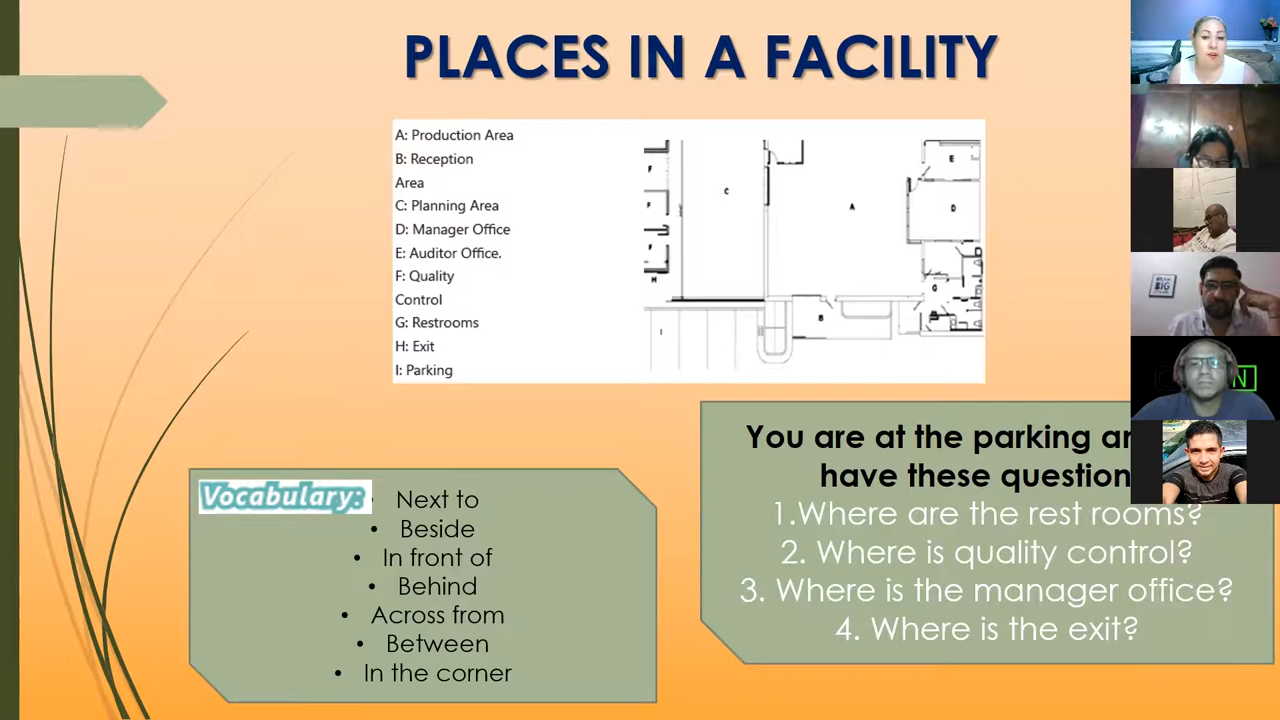 PLACES IN A FACILITY
A: Production Area
B: Reception
Area
C: Planning Area
D: Manager Office
E: Auditor Office.
F: Quality
Control
G: Restrooms
H: Exit
I: Parking
F
F
F
H
I
C
A
B
E
D
G
Vocabulary:
• Next to
• Beside
• In front of
• Behind
• Across from
• Between
• In the corner
You are at the parking
have these question
1.Where are the rest rooms?
2. Where is quality control?
3. Where is the manager office?
4. Where is the exit?
BIG
N